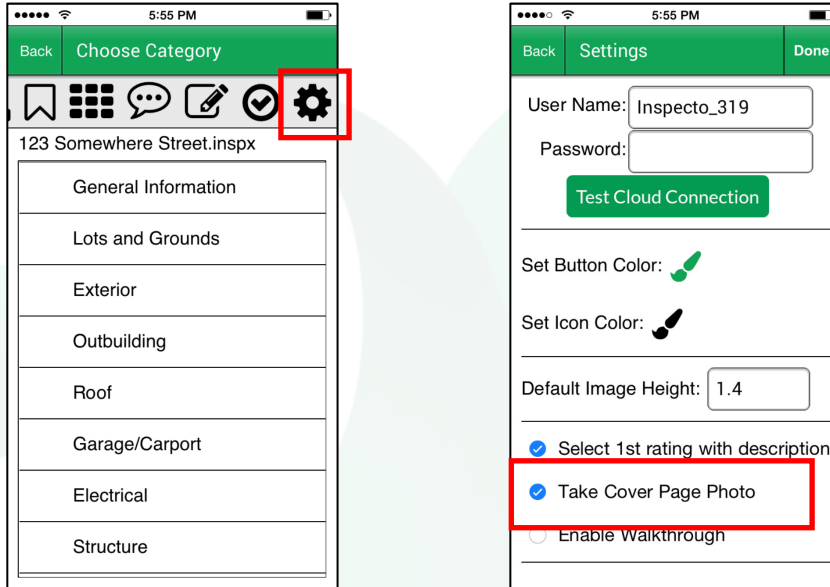 5:55 PM
Back Choose Category
123 Somewhere Street.inspx
General Information
Lots and Grounds
Exterior
Outbuilding
Roof
Garage/Carport
Electrical
Structure
5:55 PM
Back Settings Done
User Name: Inspecto_319
Password:
Test Cloud Connection
Set Button Color:
Set Icon Color:
Default Image Height: 1.4
Select 1st rating with description
Take Cover Page Photo
Enable Walkthrough